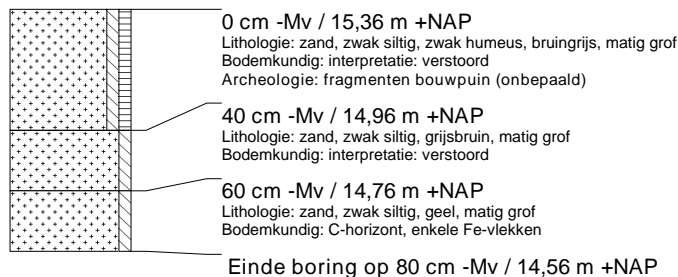 0 cm -Mv / 15,36 m +NAP
Lithologie: zand, zwak siltig, zwak humeus, bruingrijs, matig grof
Bodemkundig: interpretatie: verstoord
Archeologie: fragmenten bouwpuin (onbepaald)
40 cm -Mv / 14,96 m +NAP
Lithologie: zand, zwak siltig, grijsbruin, matig grof
Bodemkundig: interpretatie: verstoord
60 cm -Mv / 14,76 m +NAP
Lithologie: zand, zwak siltig, geel, matig grof
Bodemkundig: C-horizont, enkele Fe-vlekken
Einde boring op 80 cm -Mv / 14,56 m +NAP